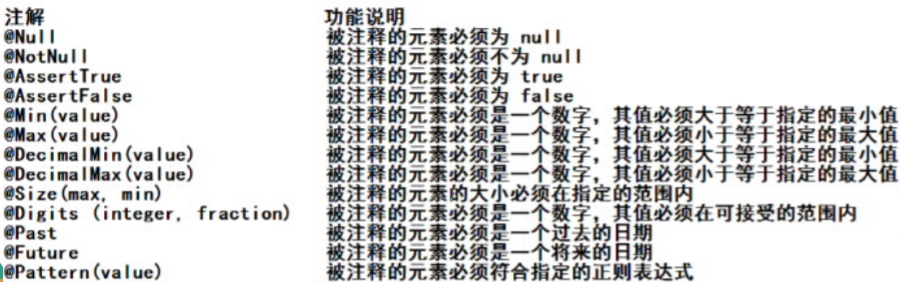 注解 功能说明
@Null 被注释的元素必须为 null
@NotNull 被注释的元素必须不为 null
@AssertTrue 被注释的元素必须为 true
@AssertFalse 被注释的元素必须为 false
@Min(value) 被注释的元素必须是一个数字，其值必须大于等于指定的最小值
@Max(value) 被注释的元素必须是一个数字，其值必须小于等于指定的最大值
@DecimalMin(value) 被注释的元素必须是一个数字，其值必须大于等于指定的最小值
@DecimalMax(value) 被注释的元素必须是一个数字，其值必须小于等于指定的最大值
@Size(max, min) 被注释的元素的大小必须在指定的范围内
@Digits (integer, fraction) 被注释的元素必须是一个数字，其值必须在可接受的范围内
@Past 被注释的元素必须是一个过去的日期
@Future 被注释的元素必须是一个将来的日期
@Pattern(value) 被注释的元素必须符合指定的正则表达式